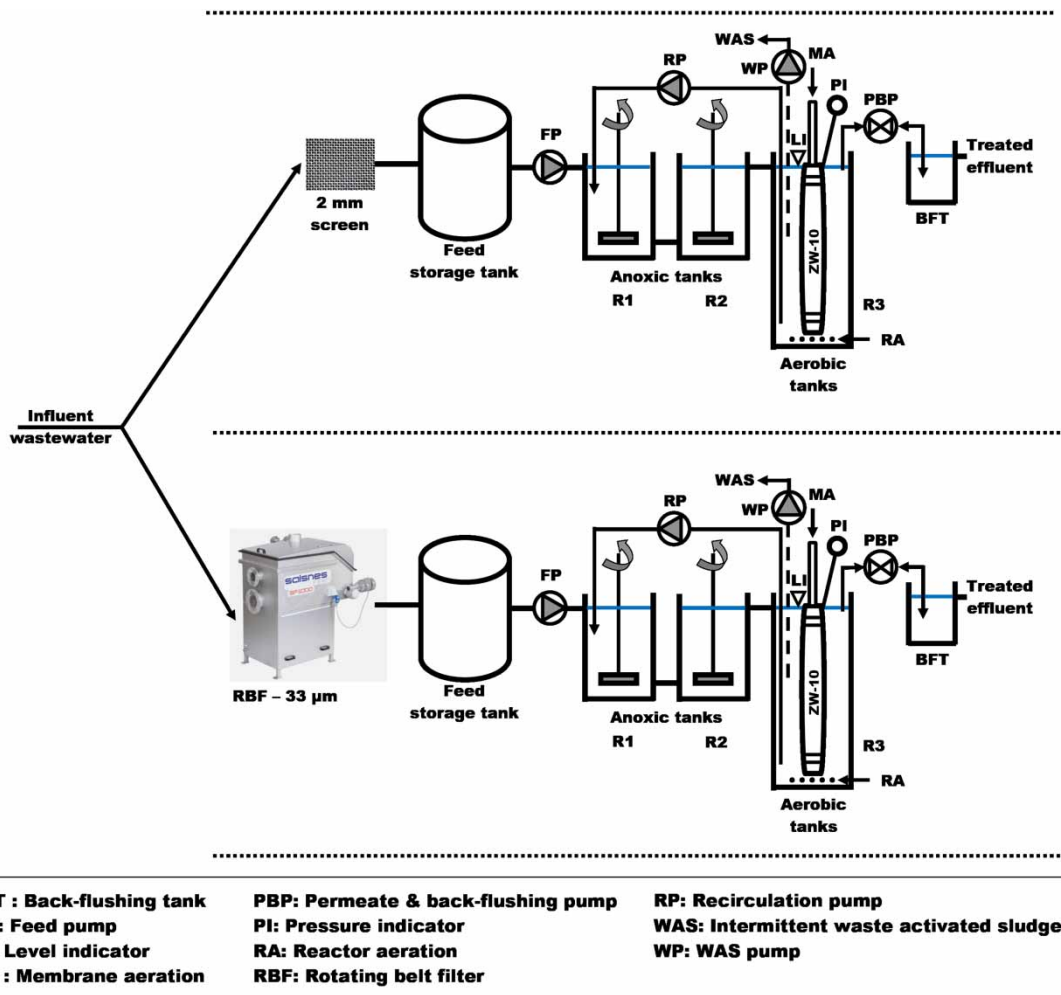 WAS
MA
RP
WP
PI
PBP
FP
LI
Treated
effluent
2 mm
screen
BFT
ZW-10
Feed
storage tank
Anoxic tanks
R1
R2
R3
RA
Aerobic
tanks
Influent
wastewater
WAS
MA
RP
WP
PI
PBP
FP
LI
Treated
effluent
salsnes
BFT
ZW-10
RBF – 33 µm
Feed
storage tank
Anoxic tanks
R1
R2
R3
RA
Aerobic
tanks
T : Back-flushing tank
PBP: Permeate & back-flushing pump
RP: Recirculation pump
: Feed pump
PI: Pressure indicator
WAS: Intermittent waste activated sludge
Level indicator
RA: Reactor aeration
WP: WAS pump
: Membrane aeration
RBF: Rotating belt filter